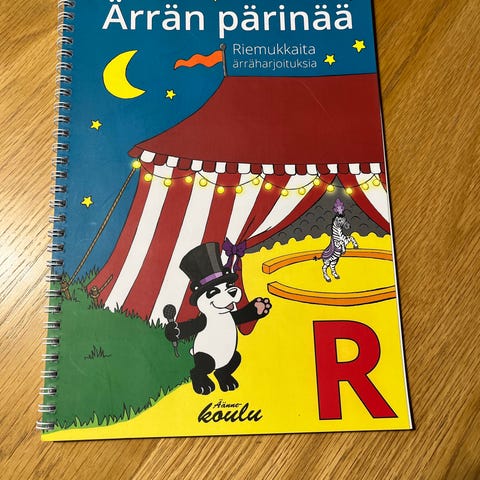 Ärrän pärinää
Riemukkaita
ärräharjoituksia
R
Äänne-
koulu